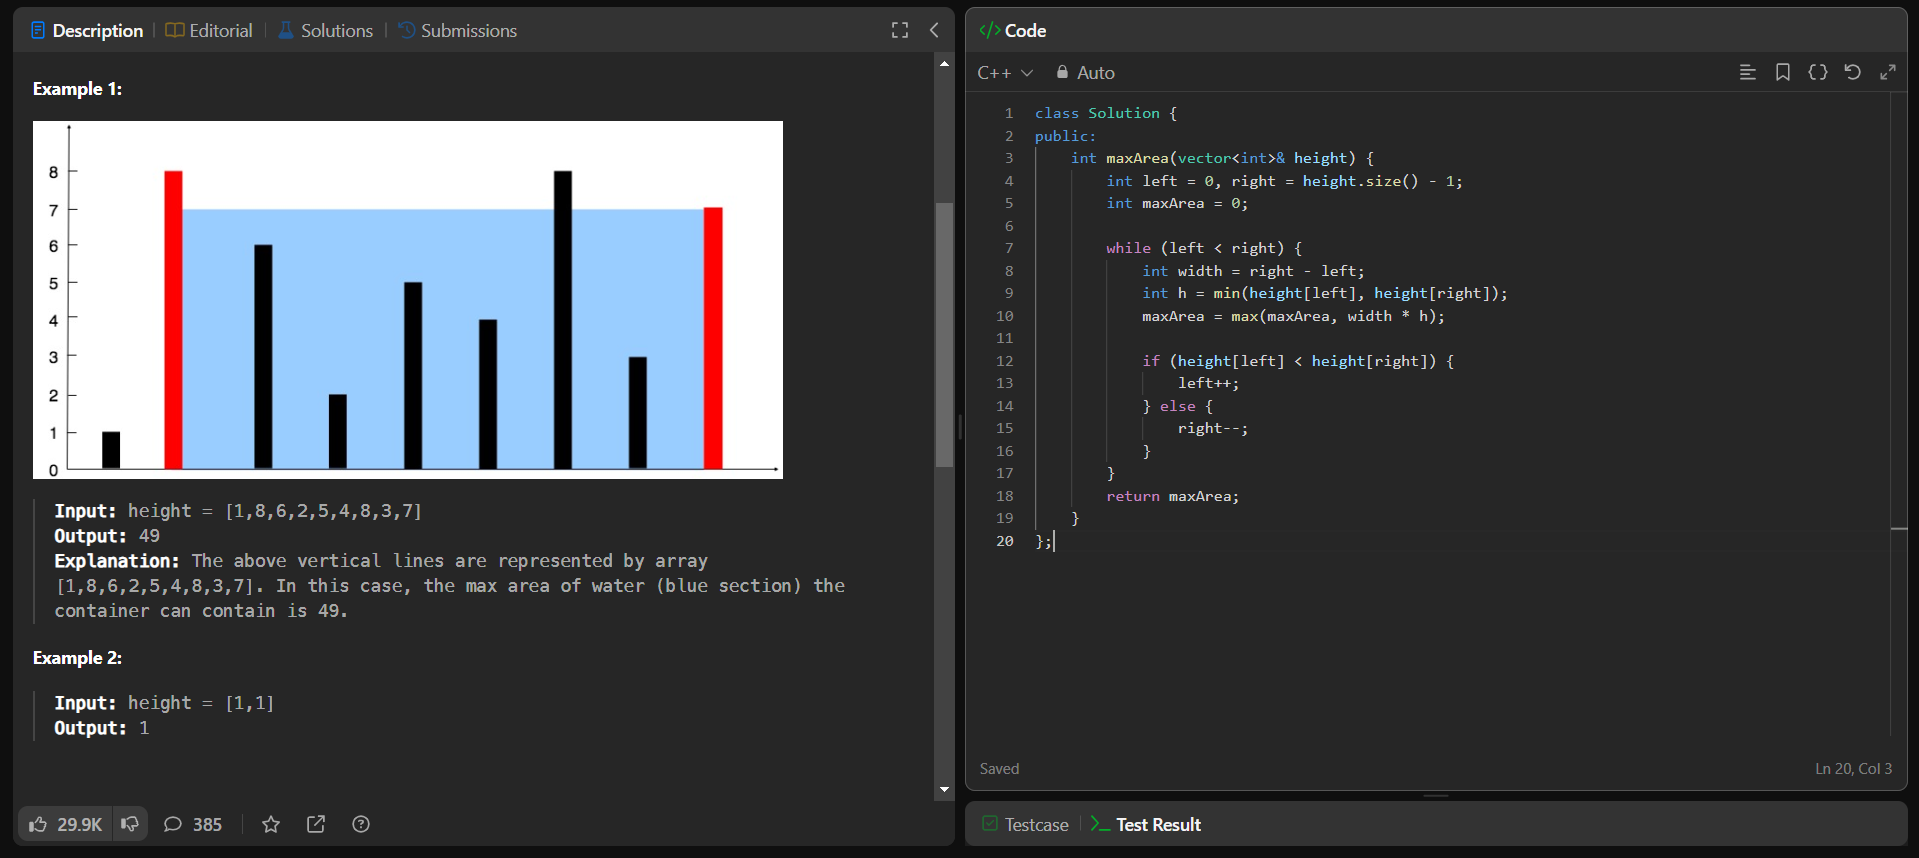 Description Editorial Solutions Submissions
Example 1:
8
7
6
5
4
3
2
1
0
Input: height = [1,8,6,2,5,4,8,3,7]
Output: 49
Explanation: The above vertical lines are represented by array
[1,8,6,2,5,4,8,3,7]. In this case, the max area of water (blue section) the
container can contain is 49.
Example 2:
Input: height = [1,1]
Output: 1
29.9K 385
</> Code
C++ Auto
1 class Solution {
2 public:
3     int maxArea(vector<int>& height) {
4         int left = 0, right = height.size() - 1;
5         int maxArea = 0;
6
7         while (left < right) {
8             int width = right - left;
9             int h = min(height[left], height[right]);
10             maxArea = max(maxArea, width * h);
11
12             if (height[left] < height[right]) {
13                 left++;
14             } else {
15                 right--;
16             }
17         }
18         return maxArea;
19     }
20 };
Saved Ln 20, Col 3
Testcase >_ Test Result